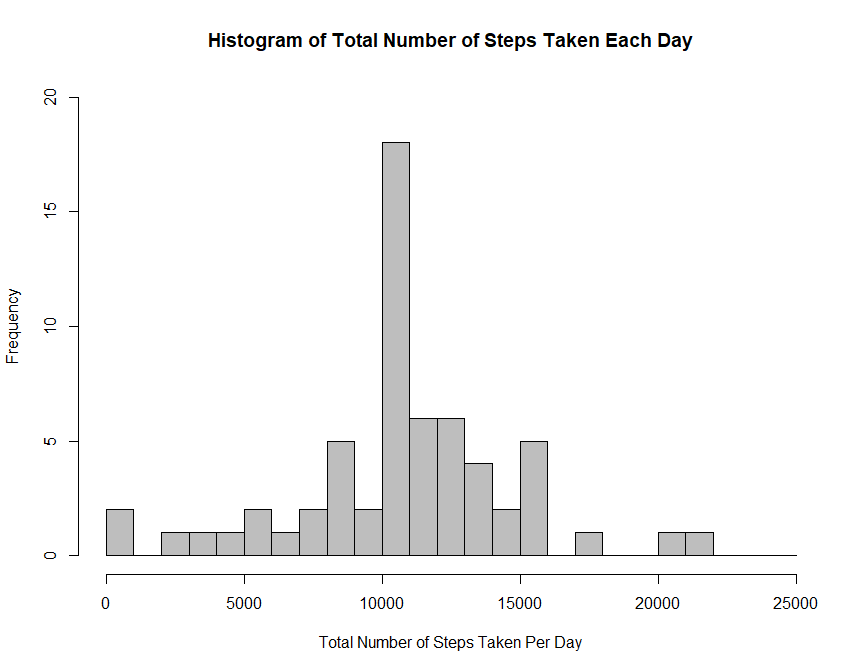 Histogram of Total Number of Steps Taken Each Day
20
15
10
5
0
Frequency
0 5000 10000 15000 20000 25000
Total Number of Steps Taken Per Day